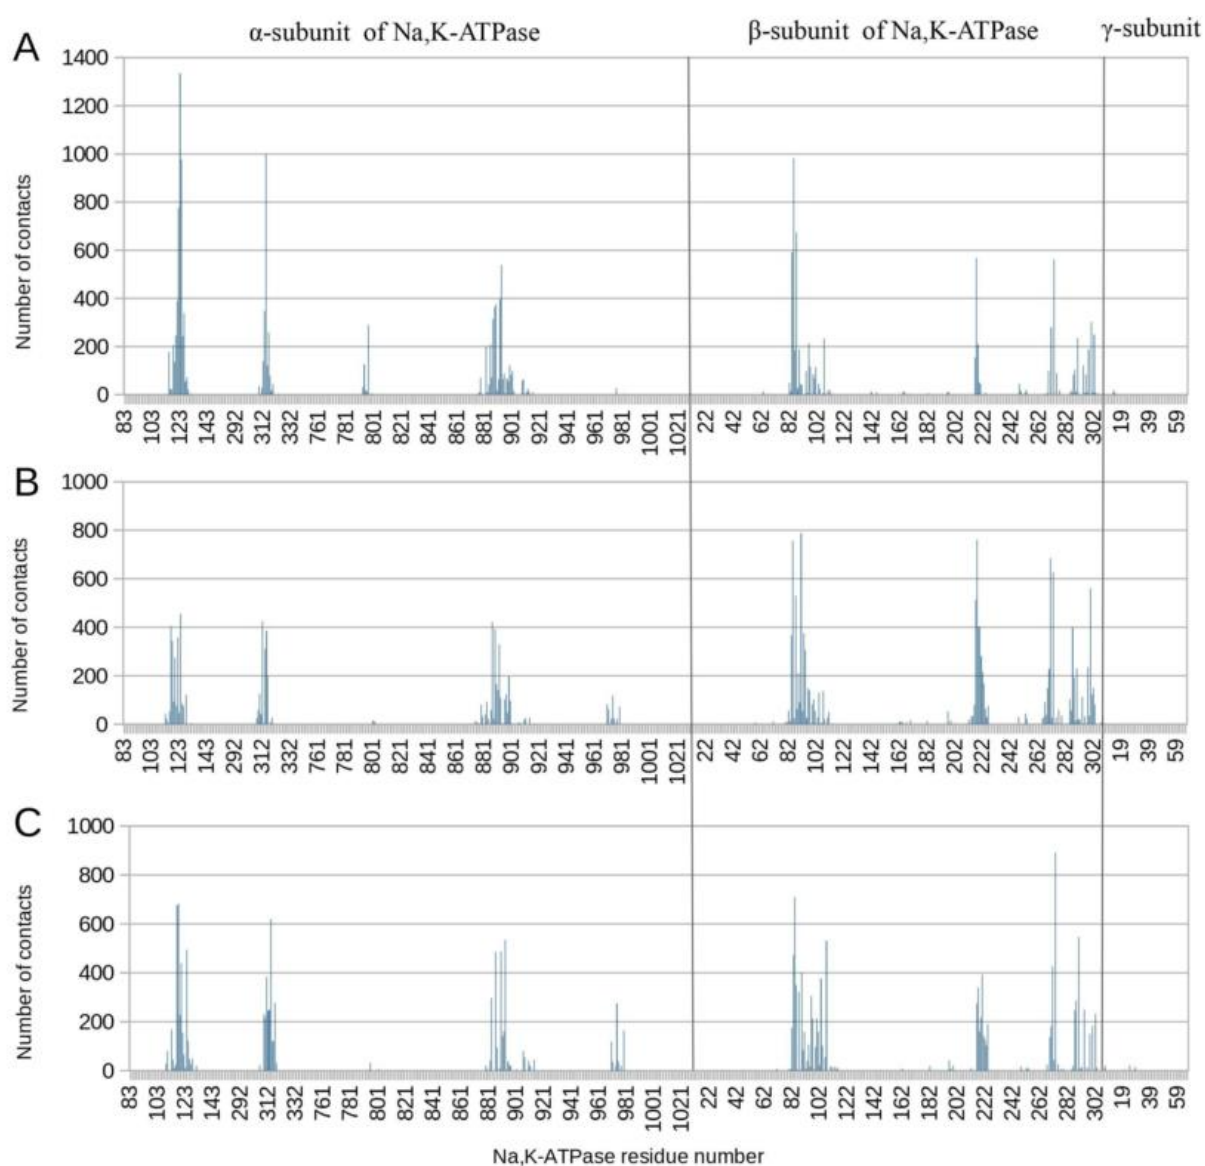 α-subunit of Na,K-ATPase β-subunit of Na,K-ATPase γ-subunit
A
Number of contacts
1400
1200
1000
800
600
400
200
0
83 103 123 143 292 312 332 761 781 801 821 841 861 881 901 921 941 961 981 1001 1021 22 42 62 82 102 122 142 162 182 202 222 242 262 282 302 19 39 59
B
Number of contacts
1000
800
600
400
200
0
83 103 123 143 292 312 332 761 781 801 821 841 861 881 901 921 941 961 981 1001 1021 22 42 62 82 102 122 142 162 182 202 222 242 262 282 302 19 39 59
C
Number of contacts
1000
800
600
400
200
0
83 103 123 143 292 312 332 761 781 801 821 841 861 881 901 921 941 961 981 1001 1021 22 42 62 82 102 122 142 162 182 202 222 242 262 282 302 19 39 59
Na,K-ATPase residue number